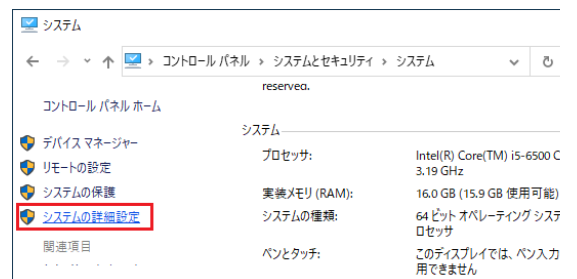 システム
コントロール パネル › システムとセキュリティ › システム
reserved.
コントロール パネル ホーム
デバイス マネージャー
リモートの設定
システムの保護
システムの詳細設定
関連項目
システム
プロセッサ: Intel(R) Core(TM) i5-6500 C
3.19 GHz
実装メモリ (RAM): 16.0 GB (15.9 GB 使用可能)
システムの種類: 64 ビット オペレーティング システ
ロセッサ
ペンとタッチ: このディスプレイでは、ペン入力
用できません